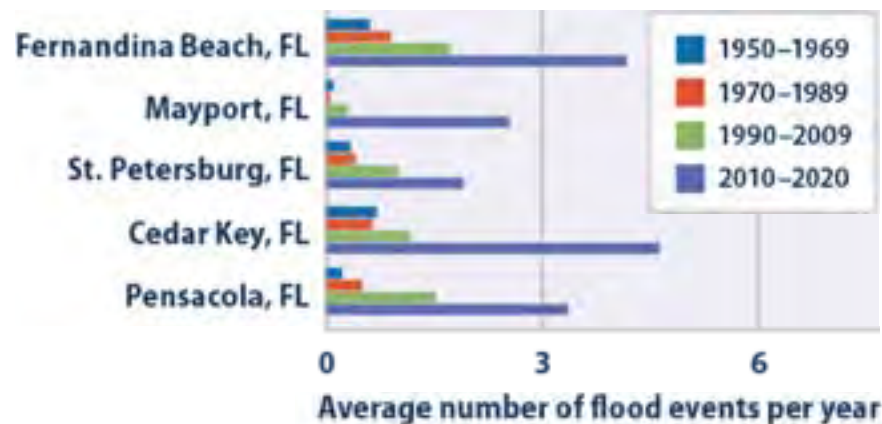 Fernandina Beach, FL
Mayport, FL
St. Petersburg, FL
Cedar Key, FL
Pensacola, FL
1950–1969
1970–1989
1990–2009
2010–2020
0 3 6
Average number of flood events per year